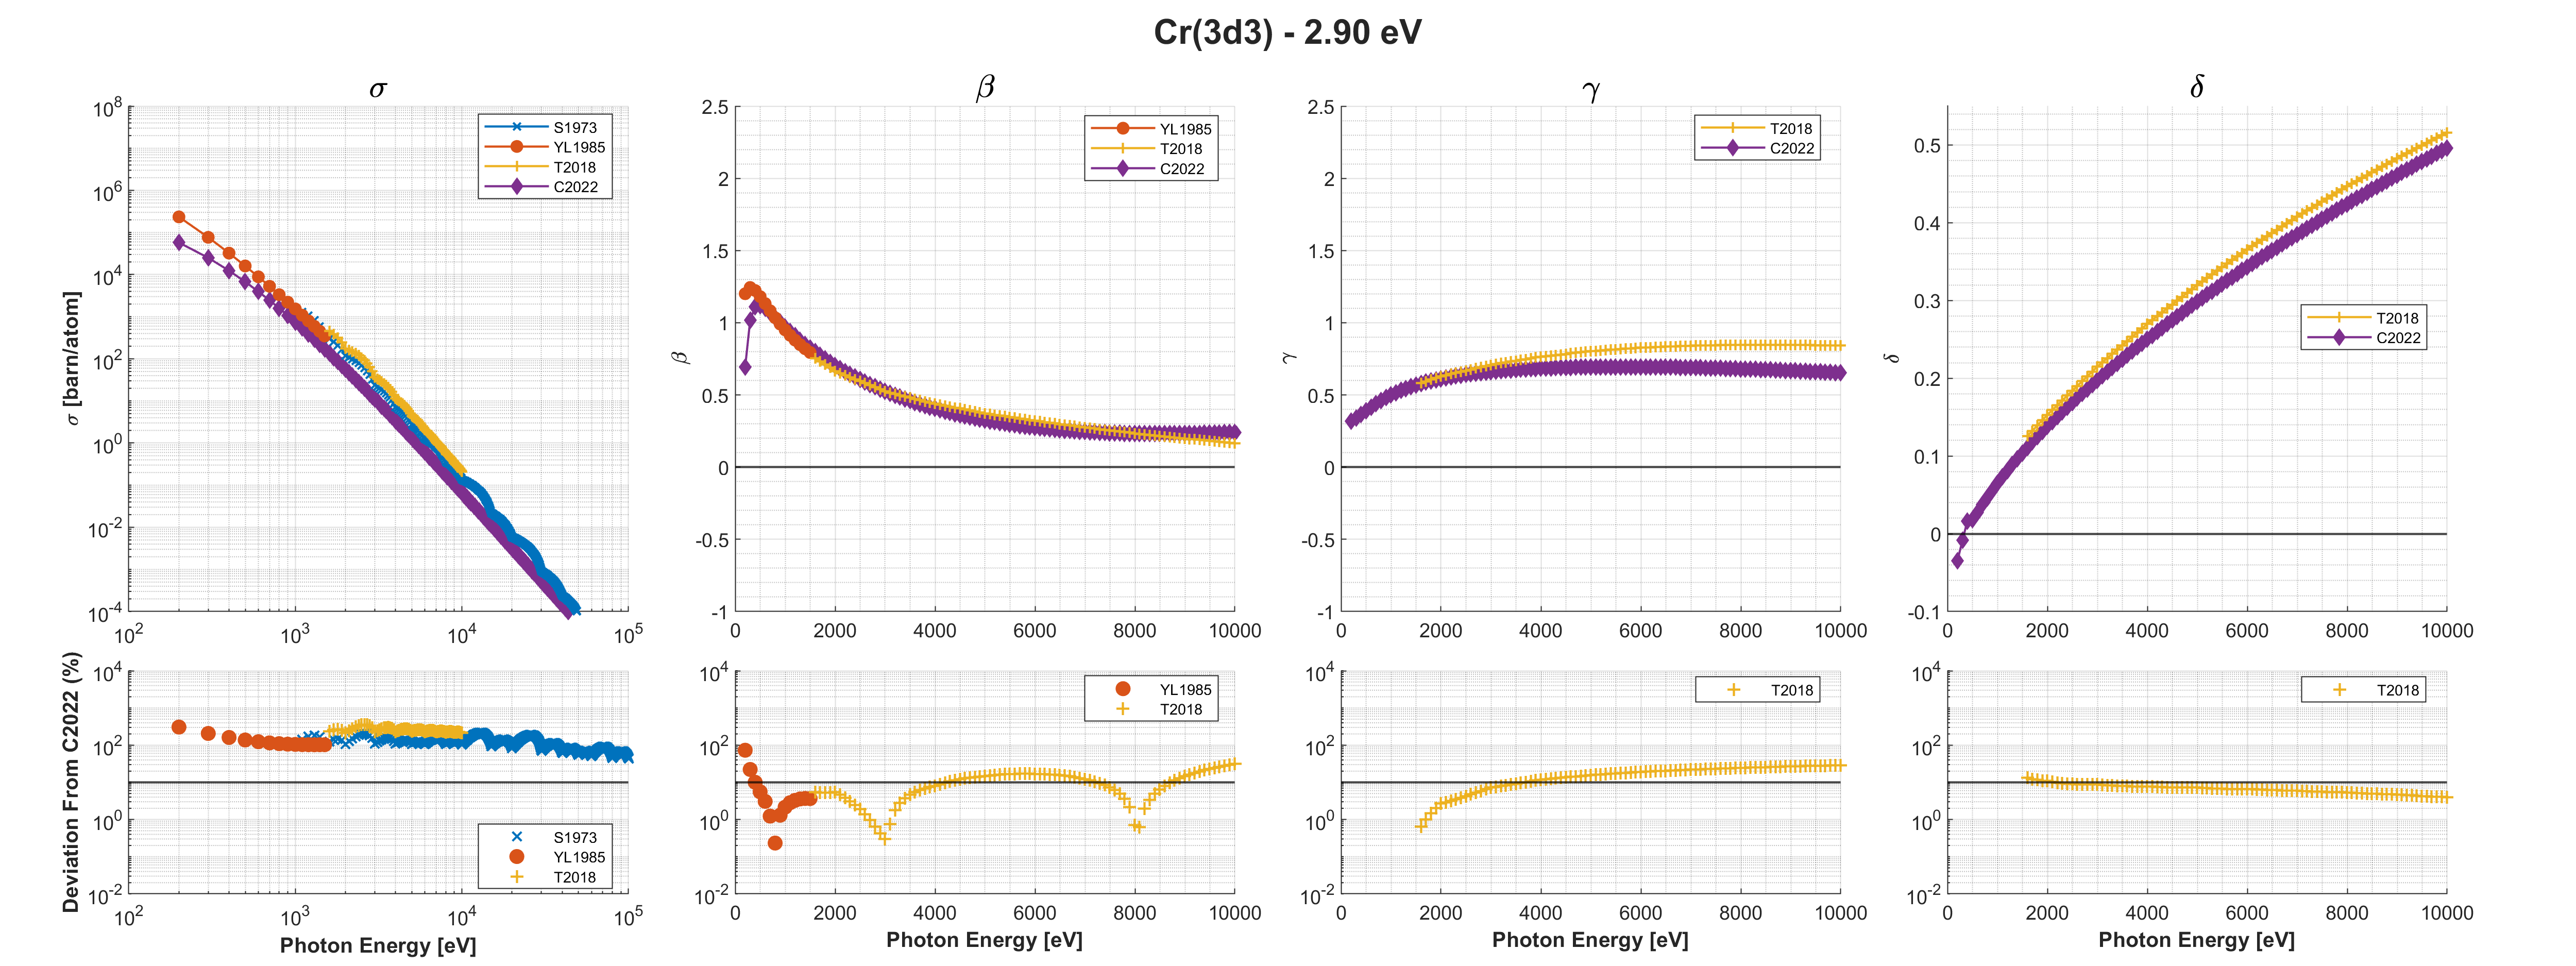 Cr(3d3) - 2.90 eV
σ
σ [barn/atom]
10^8
10^6
10^4
10^2
10^0
10^-2
10^-4
10^2
10^3
10^4
10^5
S1973
YL1985
T2018
C2022
β
β
2.5
2
1.5
1
0.5
0
-0.5
-1
0
2000
4000
6000
8000
10000
YL1985
T2018
C2022
γ
γ
2.5
2
1.5
1
0.5
0
-0.5
-1
0
2000
4000
6000
8000
10000
T2018
C2022
δ
δ
0.5
0.4
0.3
0.2
0.1
0
-0.1
0
2000
4000
6000
8000
10000
T2018
C2022
Deviation From C2022 (%)
10^4
10^2
10^0
10^-2
10^2
10^3
10^4
10^5
S1973
YL1985
T2018
Photon Energy [eV]
10^4
10^2
10^0
10^-2
0
2000
4000
6000
8000
10000
YL1985
T2018
Photon Energy [eV]
10^4
10^2
10^0
10^-2
0
2000
4000
6000
8000
10000
T2018
Photon Energy [eV]
10^4
10^2
10^0
10^-2
0
2000
4000
6000
8000
10000
T2018
Photon Energy [eV]